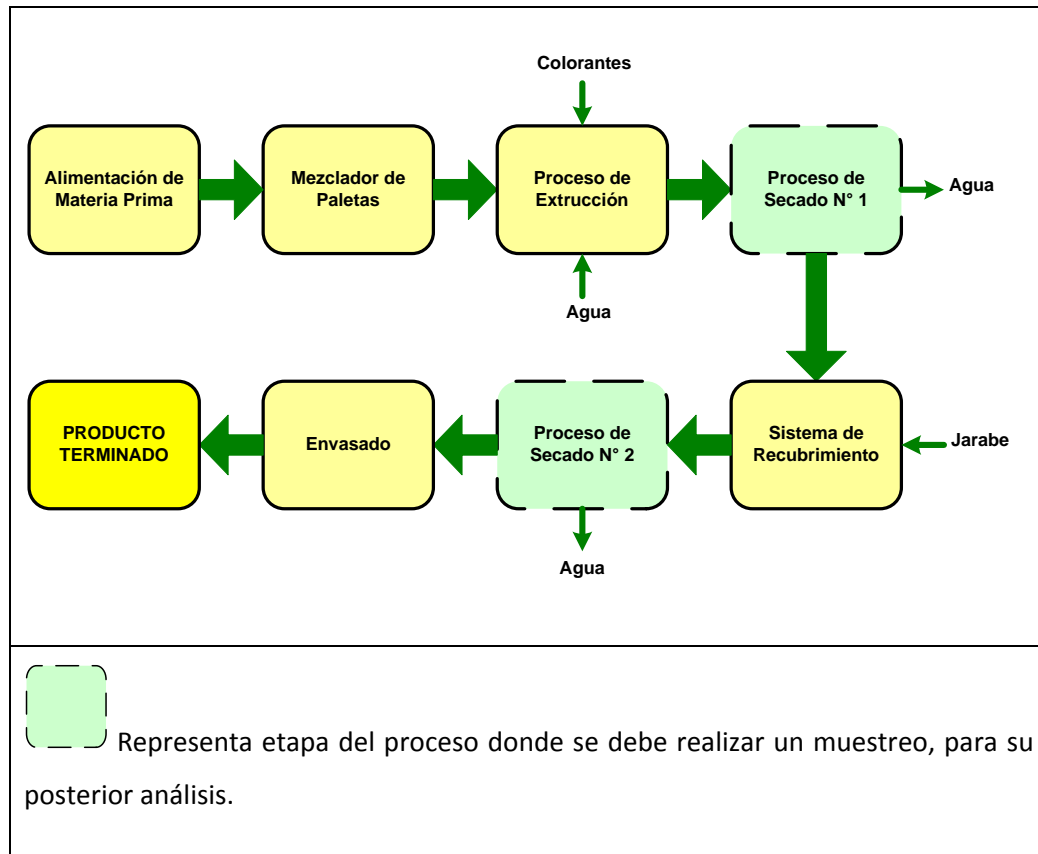 Colorantes
Alimentación de
Materia Prima
Mezclador de
Paletas
Proceso de
Extrucción
Proceso de
Secado N° 1
Agua
Agua
PRODUCTO
TERMINADO
Envasado
Proceso de
Secado N° 2
Sistema de
Recubrimiento
Jarabe
Agua
Representa etapa del proceso donde se debe realizar un muestreo, para su
posterior análisis.